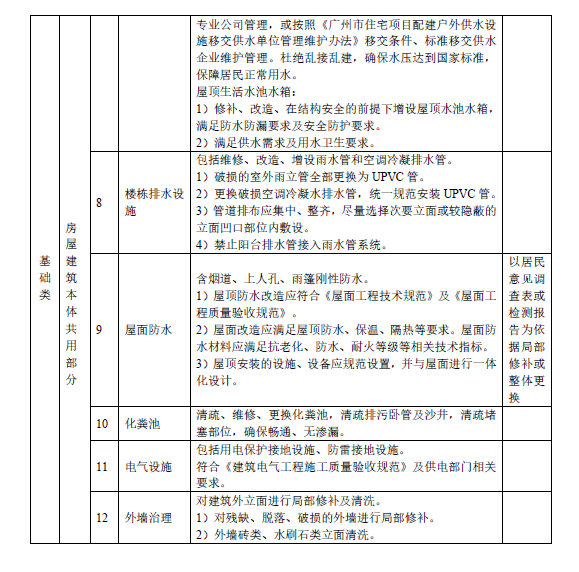 专业公司管理，或按照《广州市住宅项目配建户外供水设
施移交供水单位管理维护办法》移交条件、标准移交供水
企业维护管理。杜绝乱接乱建，确保水压达到国家标准，
保障居民正常用水。
屋顶生活水池水箱：
1）修补、改造、在结构安全的前提下增设屋顶水池水箱，
满足防水防漏要求及安全防护要求。
2）满足供水需求及用水卫生要求。
基础类
房屋建筑本体共用部分
8
楼栋排水设
施
包括维修、改造、增设雨水管和空调冷凝排水管。
1）破损的室外雨立管全部更换为 UPVC 管。
2）更换破损空调冷凝水排水管，统一规范安装 UPVC 管。
3）管道排布应集中、整齐，尽量选择次要立面或较隐蔽的
立面凹口部位内敷设。
4）禁止阳台排水管接入雨水管系统。
9
屋面防水
含烟道、上人孔、雨篷刚性防水。
1）屋顶防水改造应符合《屋面工程技术规范》及《屋面工
程质量验收规范》。
2）屋面改造应满足屋顶防水、保温、隔热等要求。屋面防
水材料应满足抗老化、防水、耐火等级等相关技术指标。
3）屋顶安装的设施、设备应规范设置，并与屋面进行一体
化设计。
以居民
意见调
查表或
检测报
告为依
据局部
修补或
整体更
换
10
化粪池
清疏、维修、更换化粪池，清疏排污卧管及沙井，清疏堵
塞部位，确保畅通、无渗漏。
11
电气设施
包括用电保护接地设施、防雷接地设施。
符合《建筑电气工程施工质量验收规范》及供电部门相关
要求。
12
外墙治理
对建筑外立面进行局部修补及清洗。
1）对残缺、脱落、破损的外墙进行局部修补。
2）外墙砖类、水刷石类立面清洗。